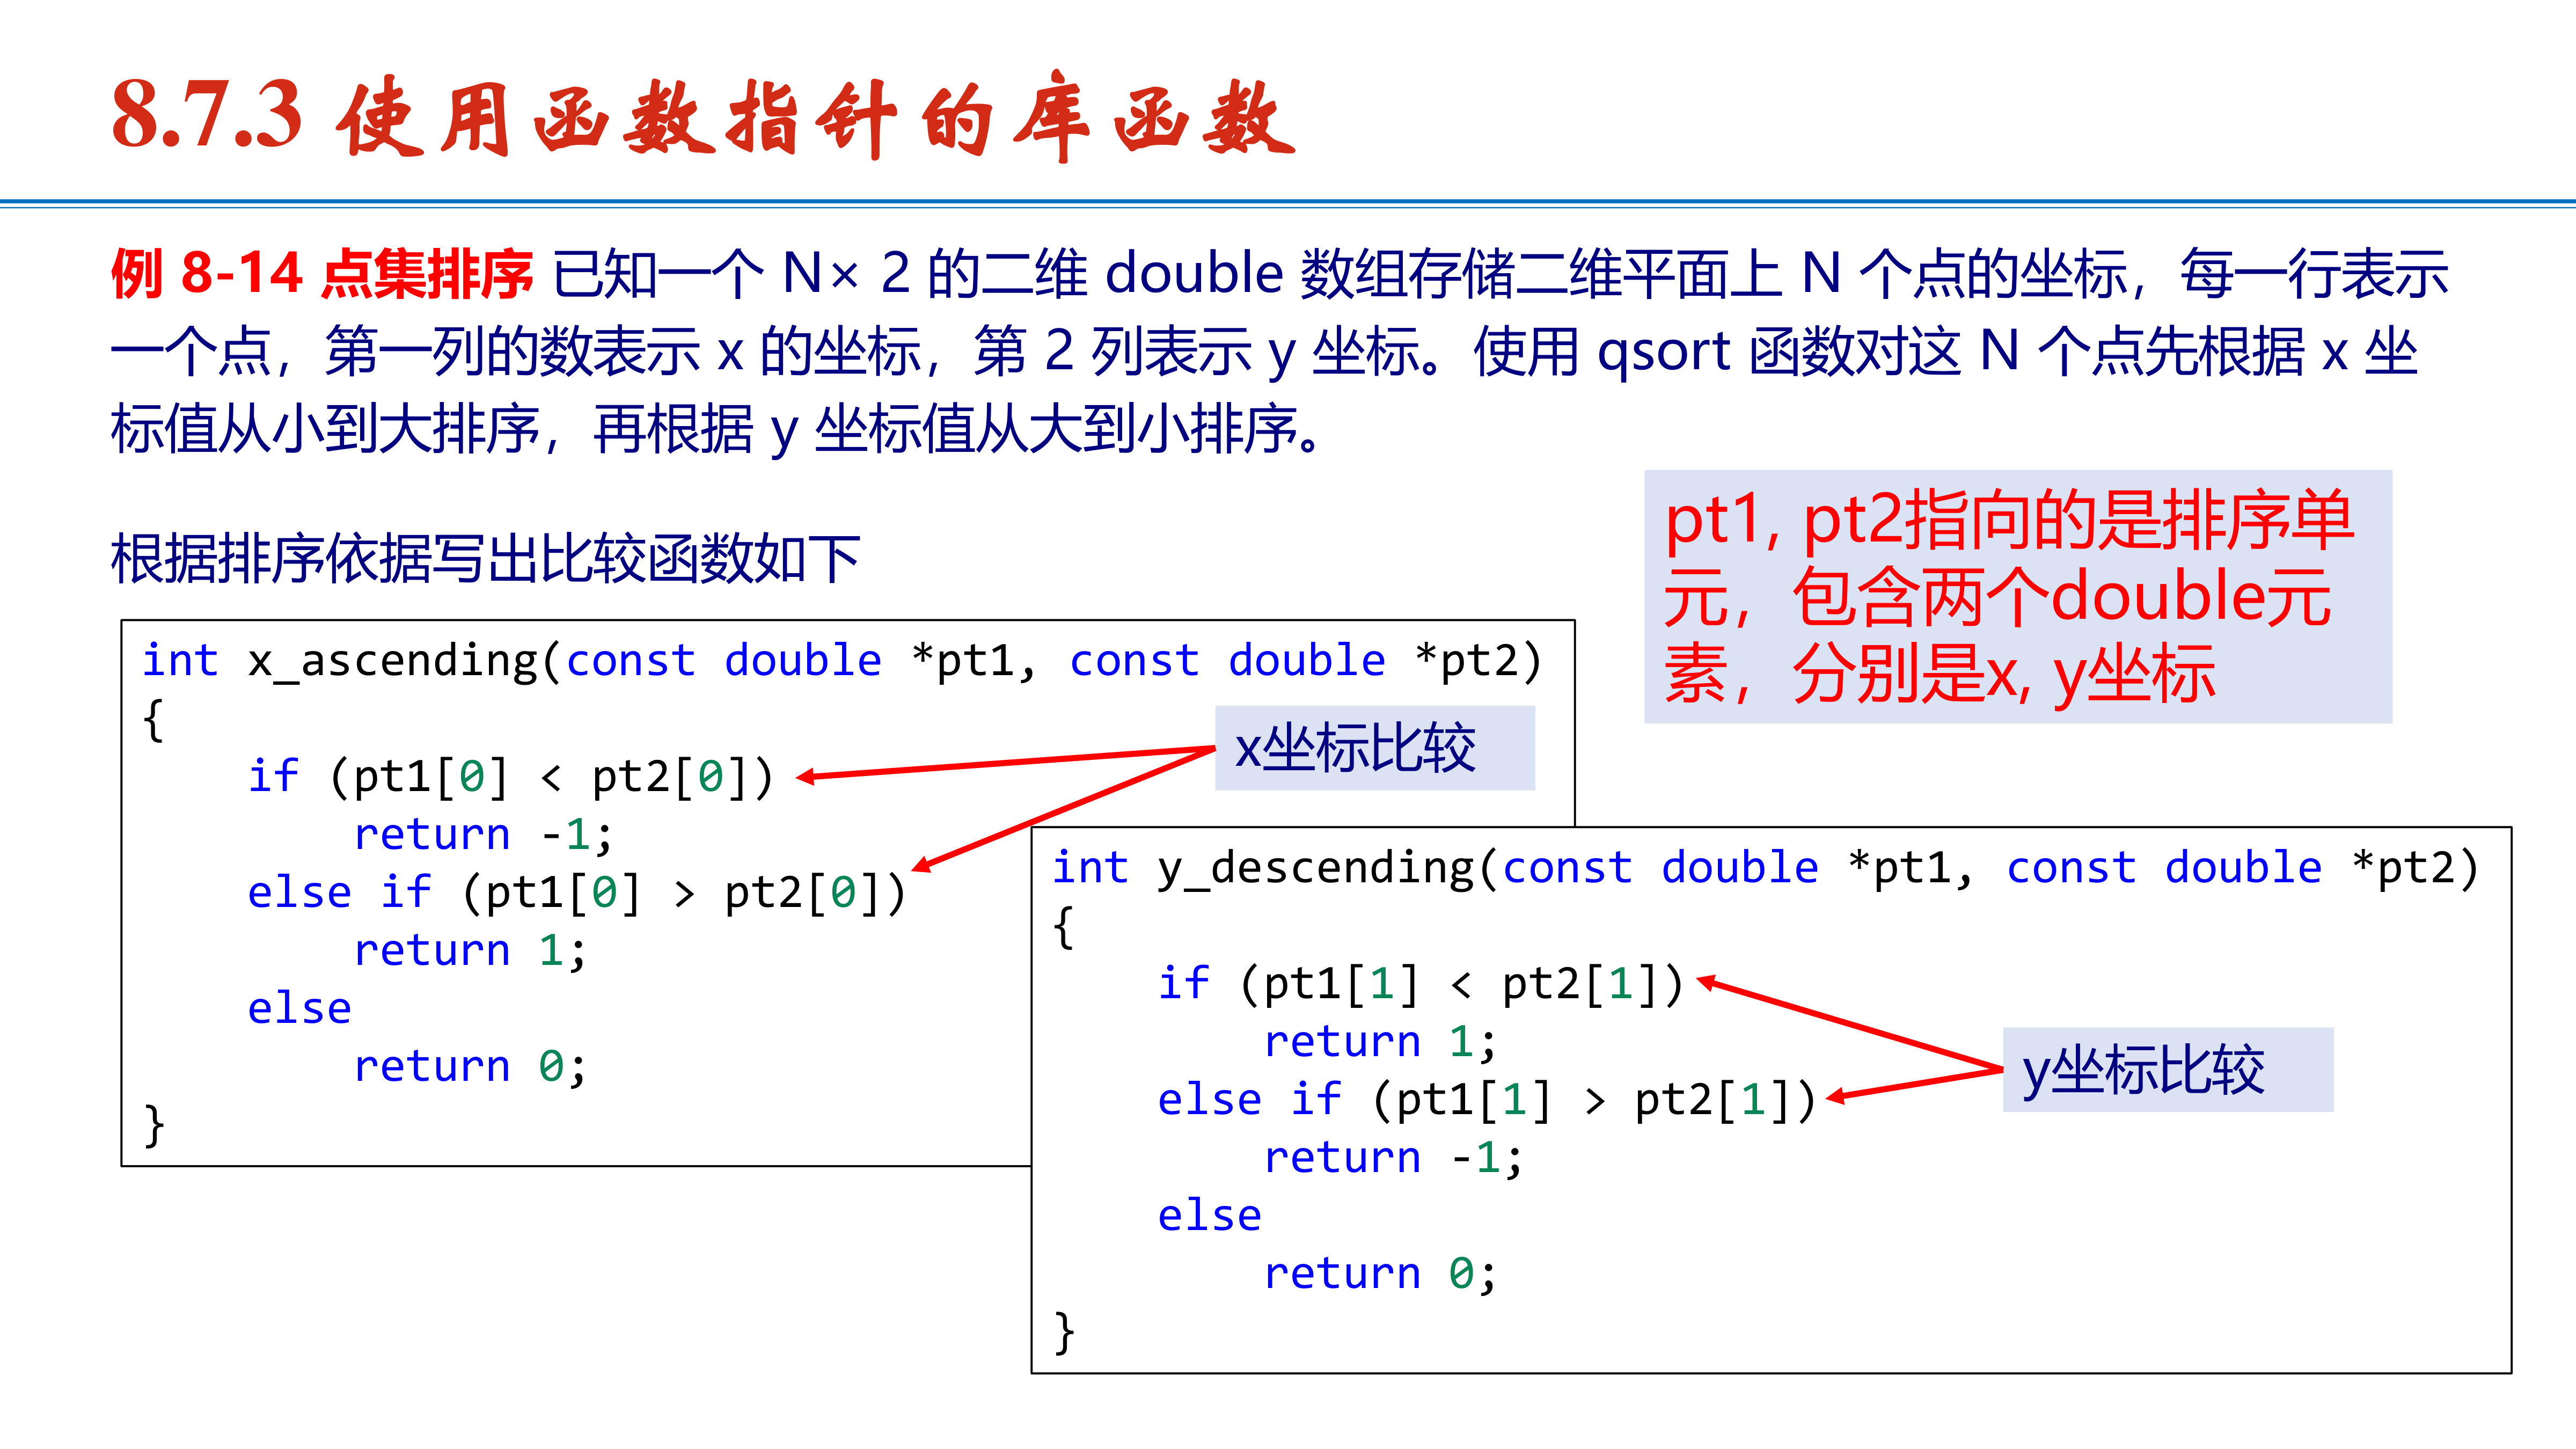 8.7.3 使用函数指针的库函数
例 8-14 点集排序 已知一个 N× 2 的二维 double 数组存储二维平面上 N 个点的坐标，每一行表示
一个点，第一列的数表示 x 的坐标，第 2 列表示 y 坐标。使用 qsort 函数对这 N 个点先根据 x 坐
标值从小到大排序，再根据 y 坐标值从大到小排序。
根据排序依据写出比较函数如下
pt1, pt2指向的是排序单
元，包含两个double元
素，分别是x, y坐标
int x_ascending(const double *pt1, const double *pt2)
{
    if (pt1[0] < pt2[0])
        return -1;
    else if (pt1[0] > pt2[0])
        return 1;
    else
        return 0;
}
x坐标比较
int y_descending(const double *pt1, const double *pt2)
{
    if (pt1[1] < pt2[1])
        return 1;
    else if (pt1[1] > pt2[1])
        return -1;
    else
        return 0;
}
y坐标比较